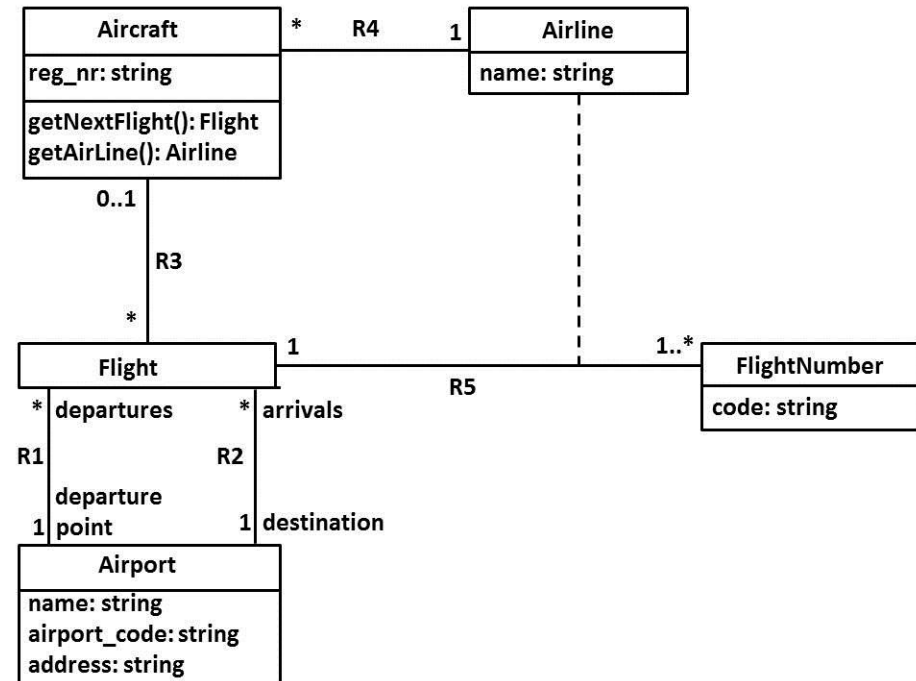 Aircraft
reg_nr: string
getNextFlight(): Flight
getAirLine(): Airline
* R4 1
Airline
name: string
0..1
R3
*
Flight
1 R5 1..*
FlightNumber
code: string
* departures
* arrivals
R1
R2
departure
1 point
1 destination
Airport
name: string
airport_code: string
address: string